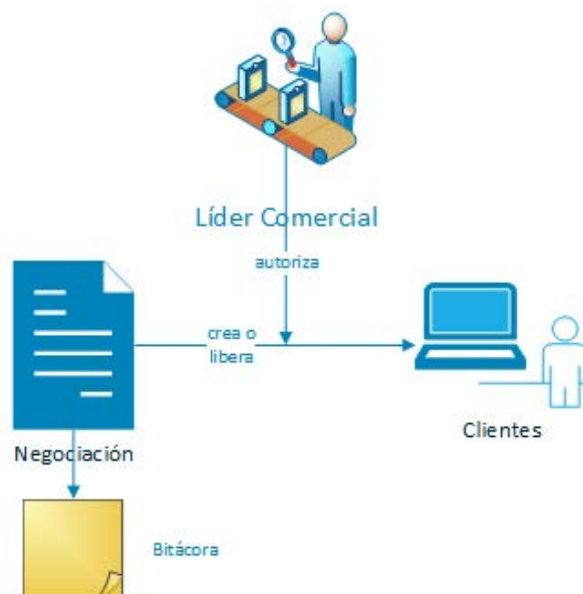 Líder Comercial
autoriza
crea o
libera
Clientes
Negociación
Bitácora